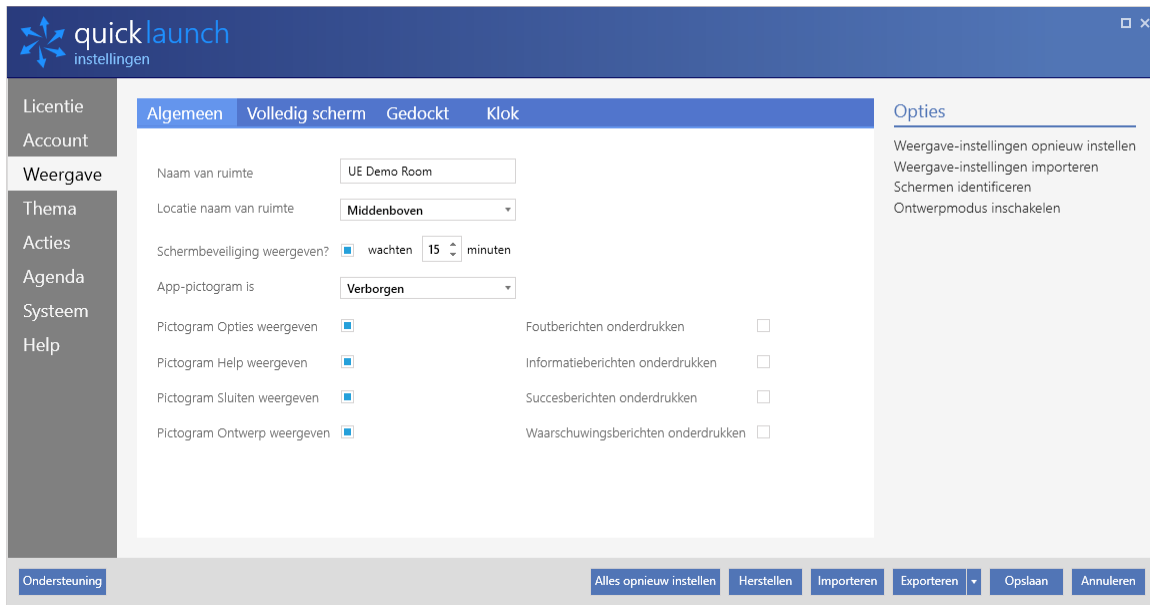 quicklaunch
instellingen
Licentie
Account
Weergave
Thema
Acties
Agenda
Systeem
Help
Algemeen Volledig scherm Gedockt Klok
Naam van ruimte UE Demo Room
Locatie naam van ruimte Middenboven
Schermbeveiliging weergeven? wachten 15 minuten
App-pictogram is Verborgen
Pictogram Opties weergeven Foutberichten onderdrukken
Pictogram Help weergeven Informatieberichten onderdrukken
Pictogram Sluiten weergeven Succesberichten onderdrukken
Pictogram Ontwerp weergeven Waarschuwingsberichten onderdrukken
Opties
Weergave-instellingen opnieuw instellen
Weergave-instellingen importeren
Schermen identificeren
Ontwerpmodus inschakelen
Ondersteuning Alles opnieuw instellen Herstellen Importeren Exporteren Opslaan Annuleren